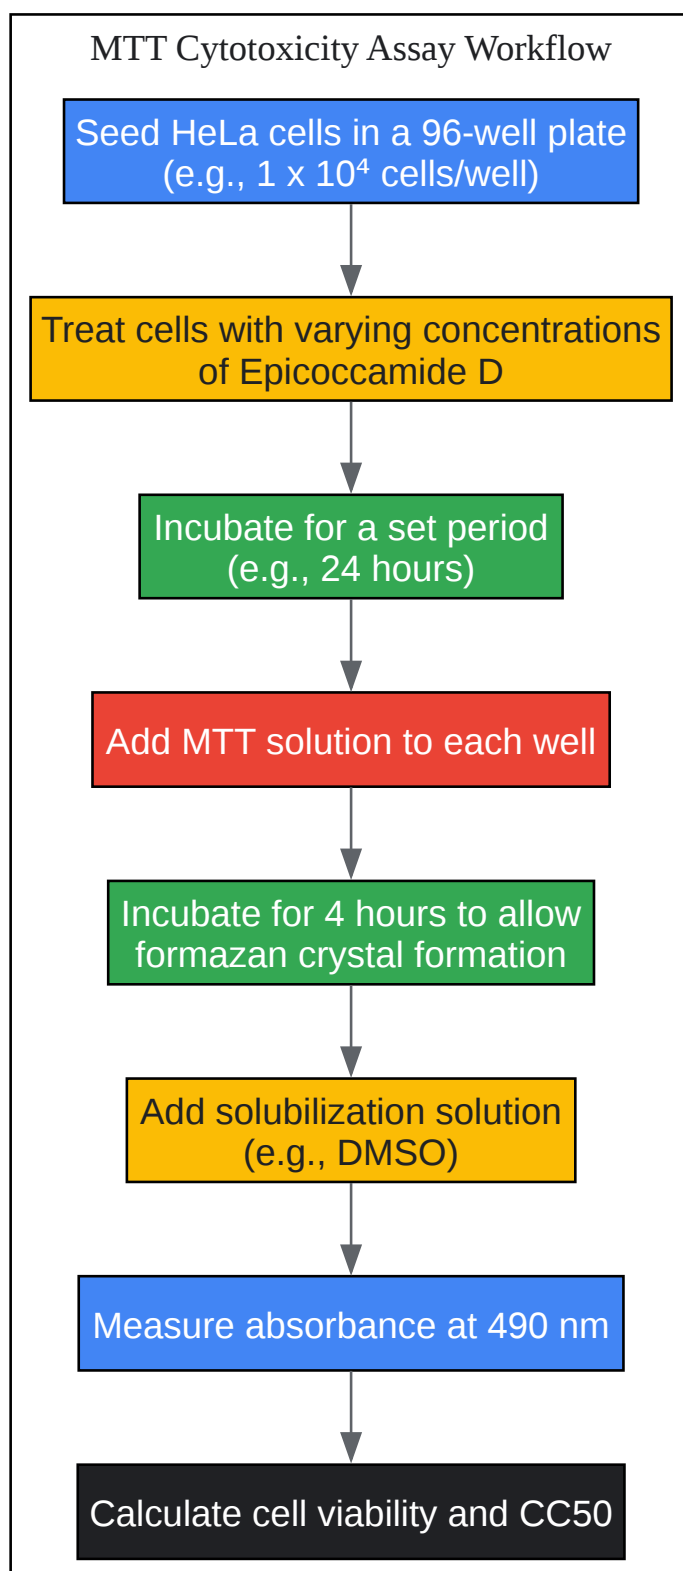 MTT Cytotoxicity Assay Workflow
Seed HeLa cells in a 96-well plate
(e.g., 1 x 10⁴ cells/well)
Treat cells with varying concentrations
of Epicoccamide D
Incubate for a set period
(e.g., 24 hours)
Add MTT solution to each well
Incubate for 4 hours to allow
formazan crystal formation
Add solubilization solution
(e.g., DMSO)
Measure absorbance at 490 nm
Calculate cell viability and CC50